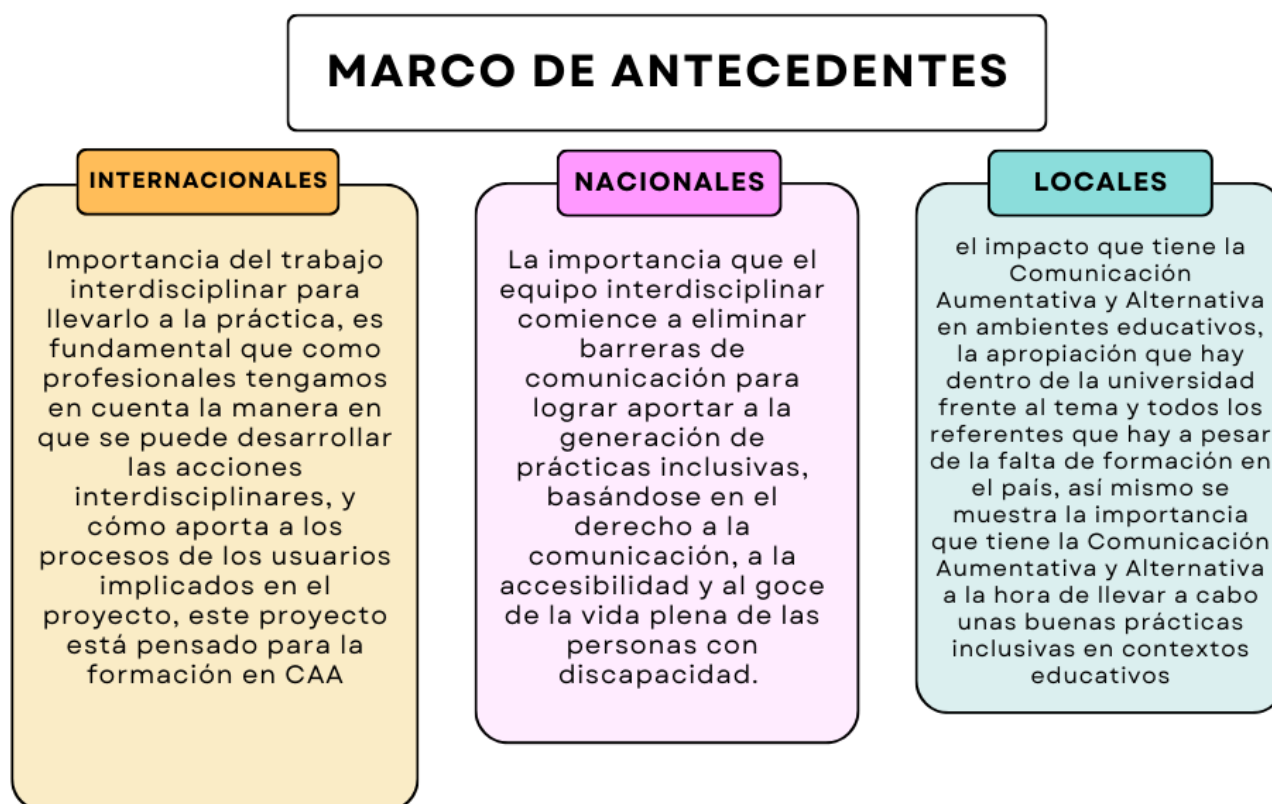 MARCO DE ANTECEDENTES
INTERNACIONALES
Importancia del trabajo
interdisciplinar para
llevarlo a la práctica, es
fundamental que como
profesionales tengamos
en cuenta la manera en
que se puede desarrollar
las acciones
interdisciplinares, y
cómo aporta a los
procesos de los usuarios
implicados en el
proyecto, este proyecto
está pensado para la
formación en CAA
NACIONALES
La importancia que el
equipo interdisciplinar
comience a eliminar
barreras de
comunicación para
lograr aportar a la
generación de
prácticas inclusivas,
basándose en el
derecho a la
comunicación, a la
accesibilidad y al goce
de la vida plena de las
personas con
discapacidad.
LOCALES
el impacto que tiene la
Comunicación
Aumentativa y Alternativa
en ambientes educativos,
la apropiación que hay
dentro de la universidad
frente al tema y todos los
referentes que hay a pesar
de la falta de formación en
el país, así mismo se
muestra la importancia
que tiene la Comunicación
Aumentativa y Alternativa
a la hora de llevar a cabo
unas buenas prácticas
inclusivas en contextos
educativos